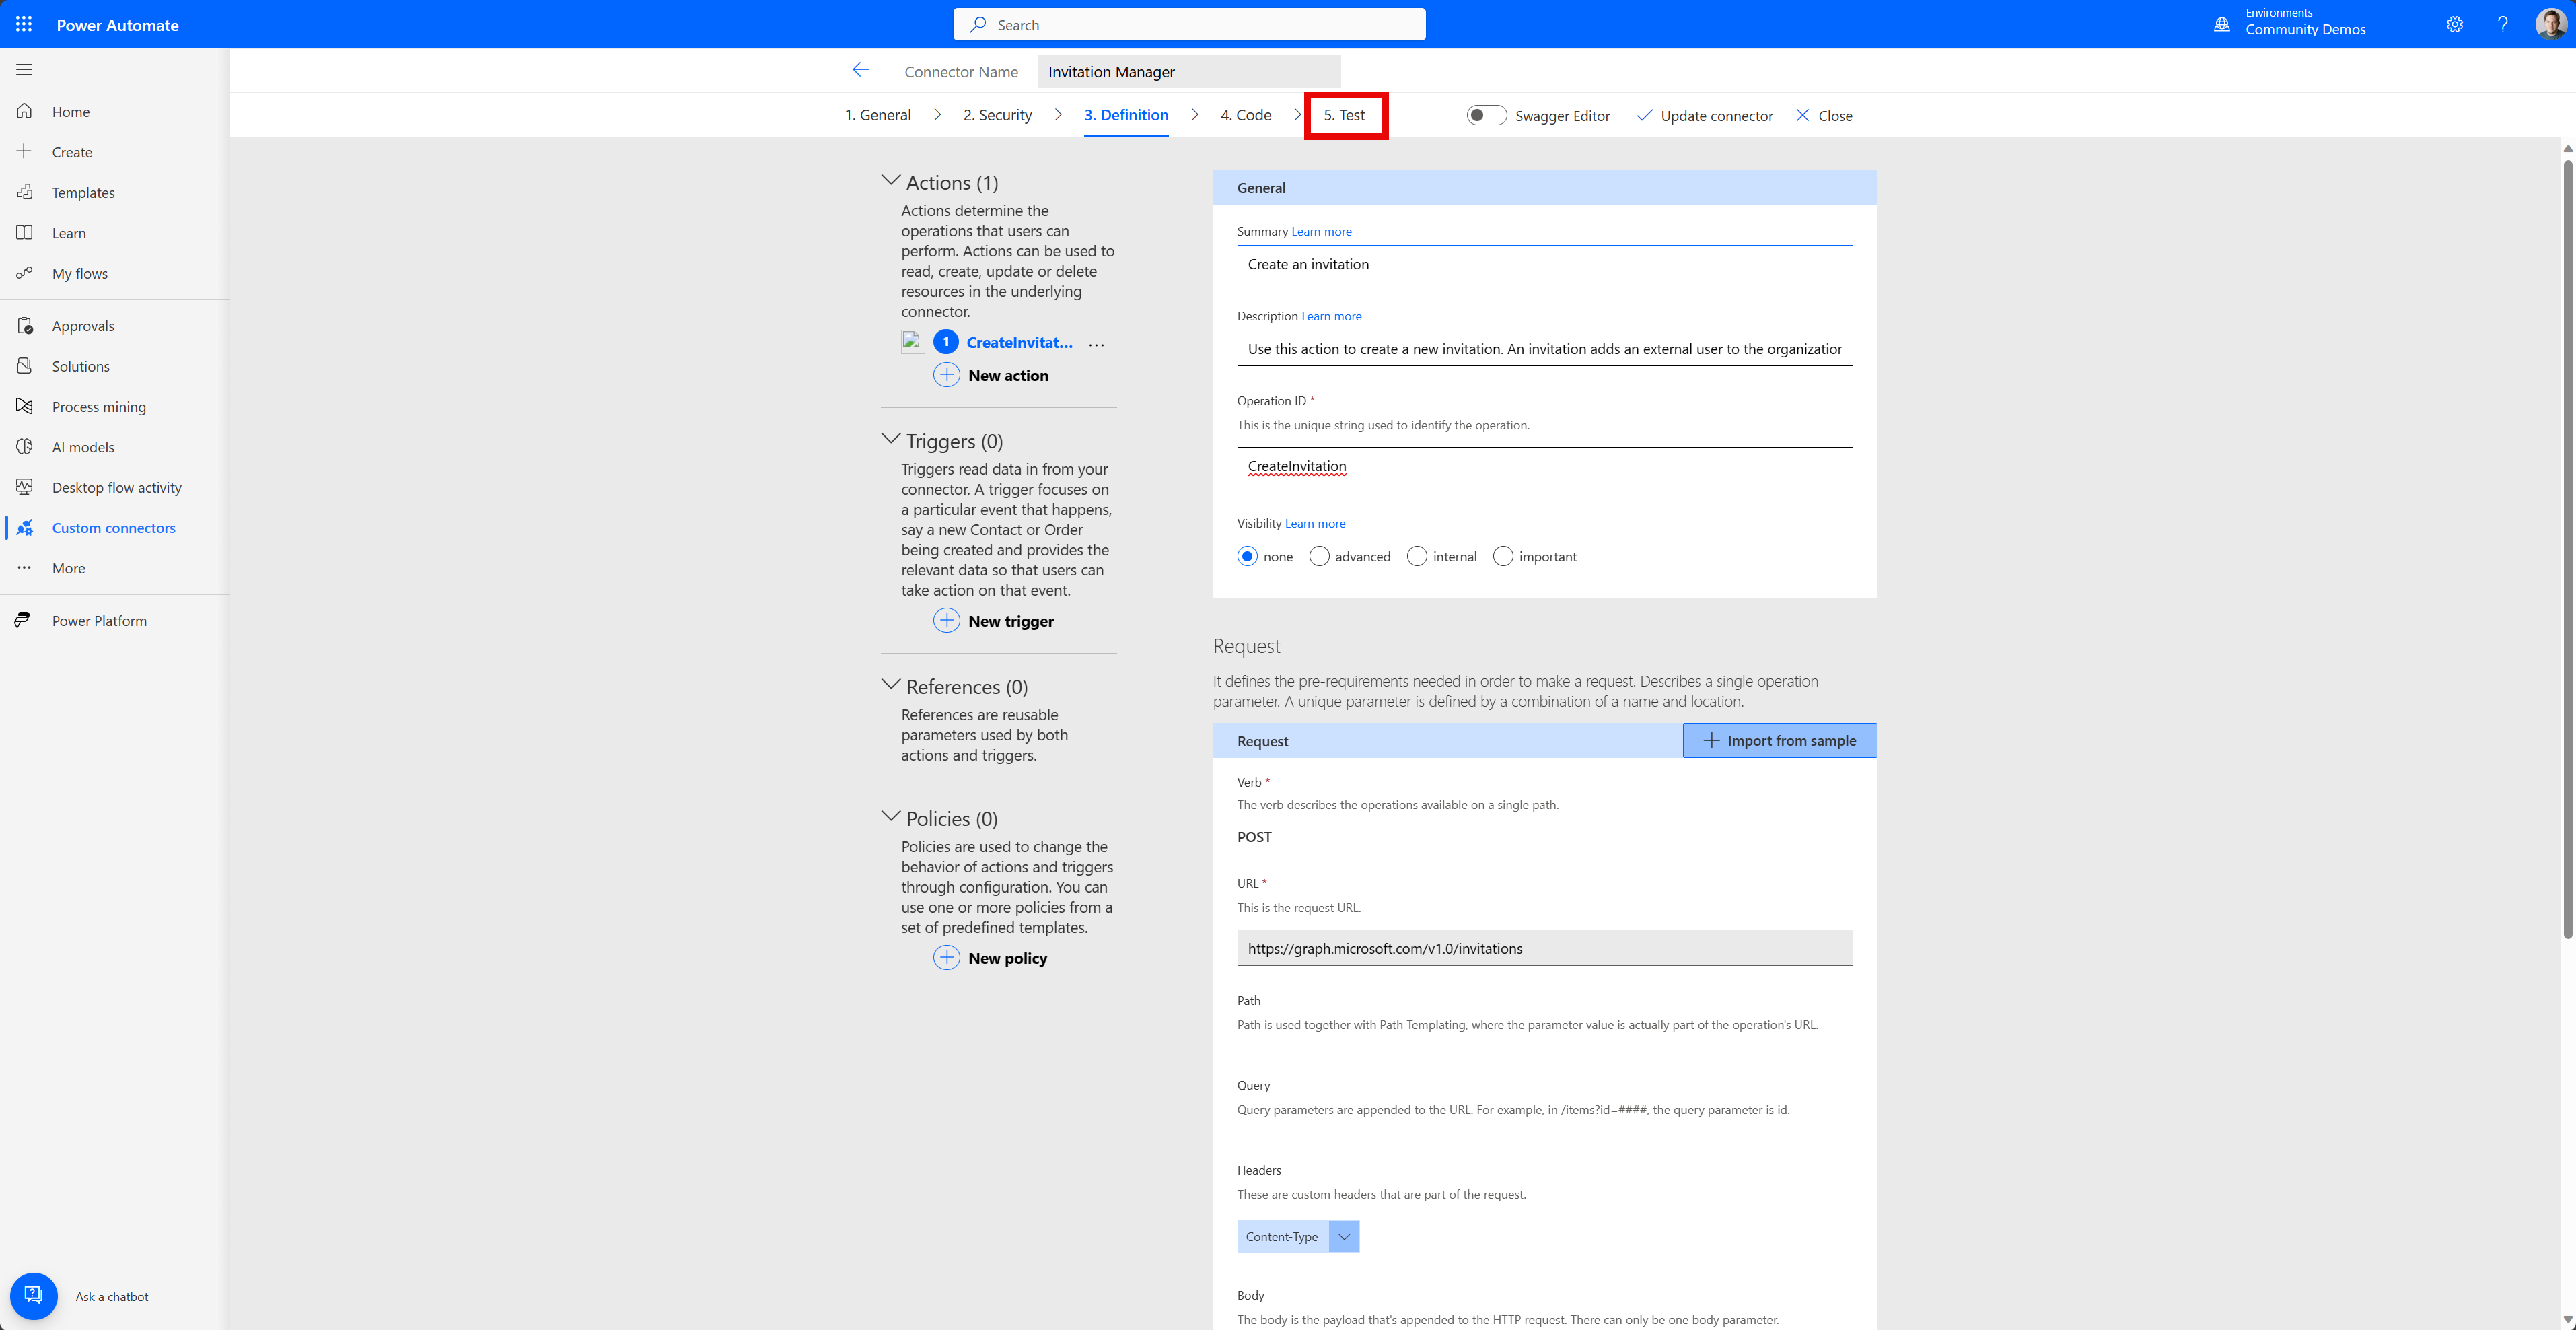 Power Automate
Search
Environments
Community Demos
Connector Name
Invitation Manager
1. General
2. Security
3. Definition
4. Code
5. Test
Swagger Editor
Update connector
Close
Home
Create
Templates
Learn
My flows
Approvals
Solutions
Process mining
AI models
Desktop flow activity
Custom connectors
More
Power Platform
Ask a chatbot
Actions (1)
Actions determine the
operations that users can
perform. Actions can be used to
read, create, update or delete
resources in the underlying
connector.
1 CreateInvitat... ...
New action
Triggers (0)
Triggers read data in from your
connector. A trigger focuses on
a particular event that happens,
say a new Contact or Order
being created and provides the
relevant data so that users can
take action on that event.
New trigger
References (0)
References are reusable
parameters used by both
actions and triggers.
Policies (0)
Policies are used to change the
behavior of actions and triggers
through configuration. You can
use one or more policies from a
set of predefined templates.
New policy
General
Summary Learn more
Create an invitation
Description Learn more
Use this action to create a new invitation. An invitation adds an external user to the organization
Operation ID *
This is the unique string used to identify the operation.
CreateInvitation
Visibility Learn more
none advanced internal important
Request
It defines the pre-requirements needed in order to make a request. Describes a single operation
parameter. A unique parameter is defined by a combination of a name and location.
Request
Import from sample
Verb *
The verb describes the operations available on a single path.
POST
URL *
This is the request URL.
https://graph.microsoft.com/v1.0/invitations
Path
Path is used together with Path Templating, where the parameter value is actually part of the operation's URL.
Query
Query parameters are appended to the URL. For example, in /items?id=####, the query parameter is id.
Headers
These are custom headers that are part of the request.
Content-Type
Body
The body is the payload that's appended to the HTTP request. There can only be one body parameter.